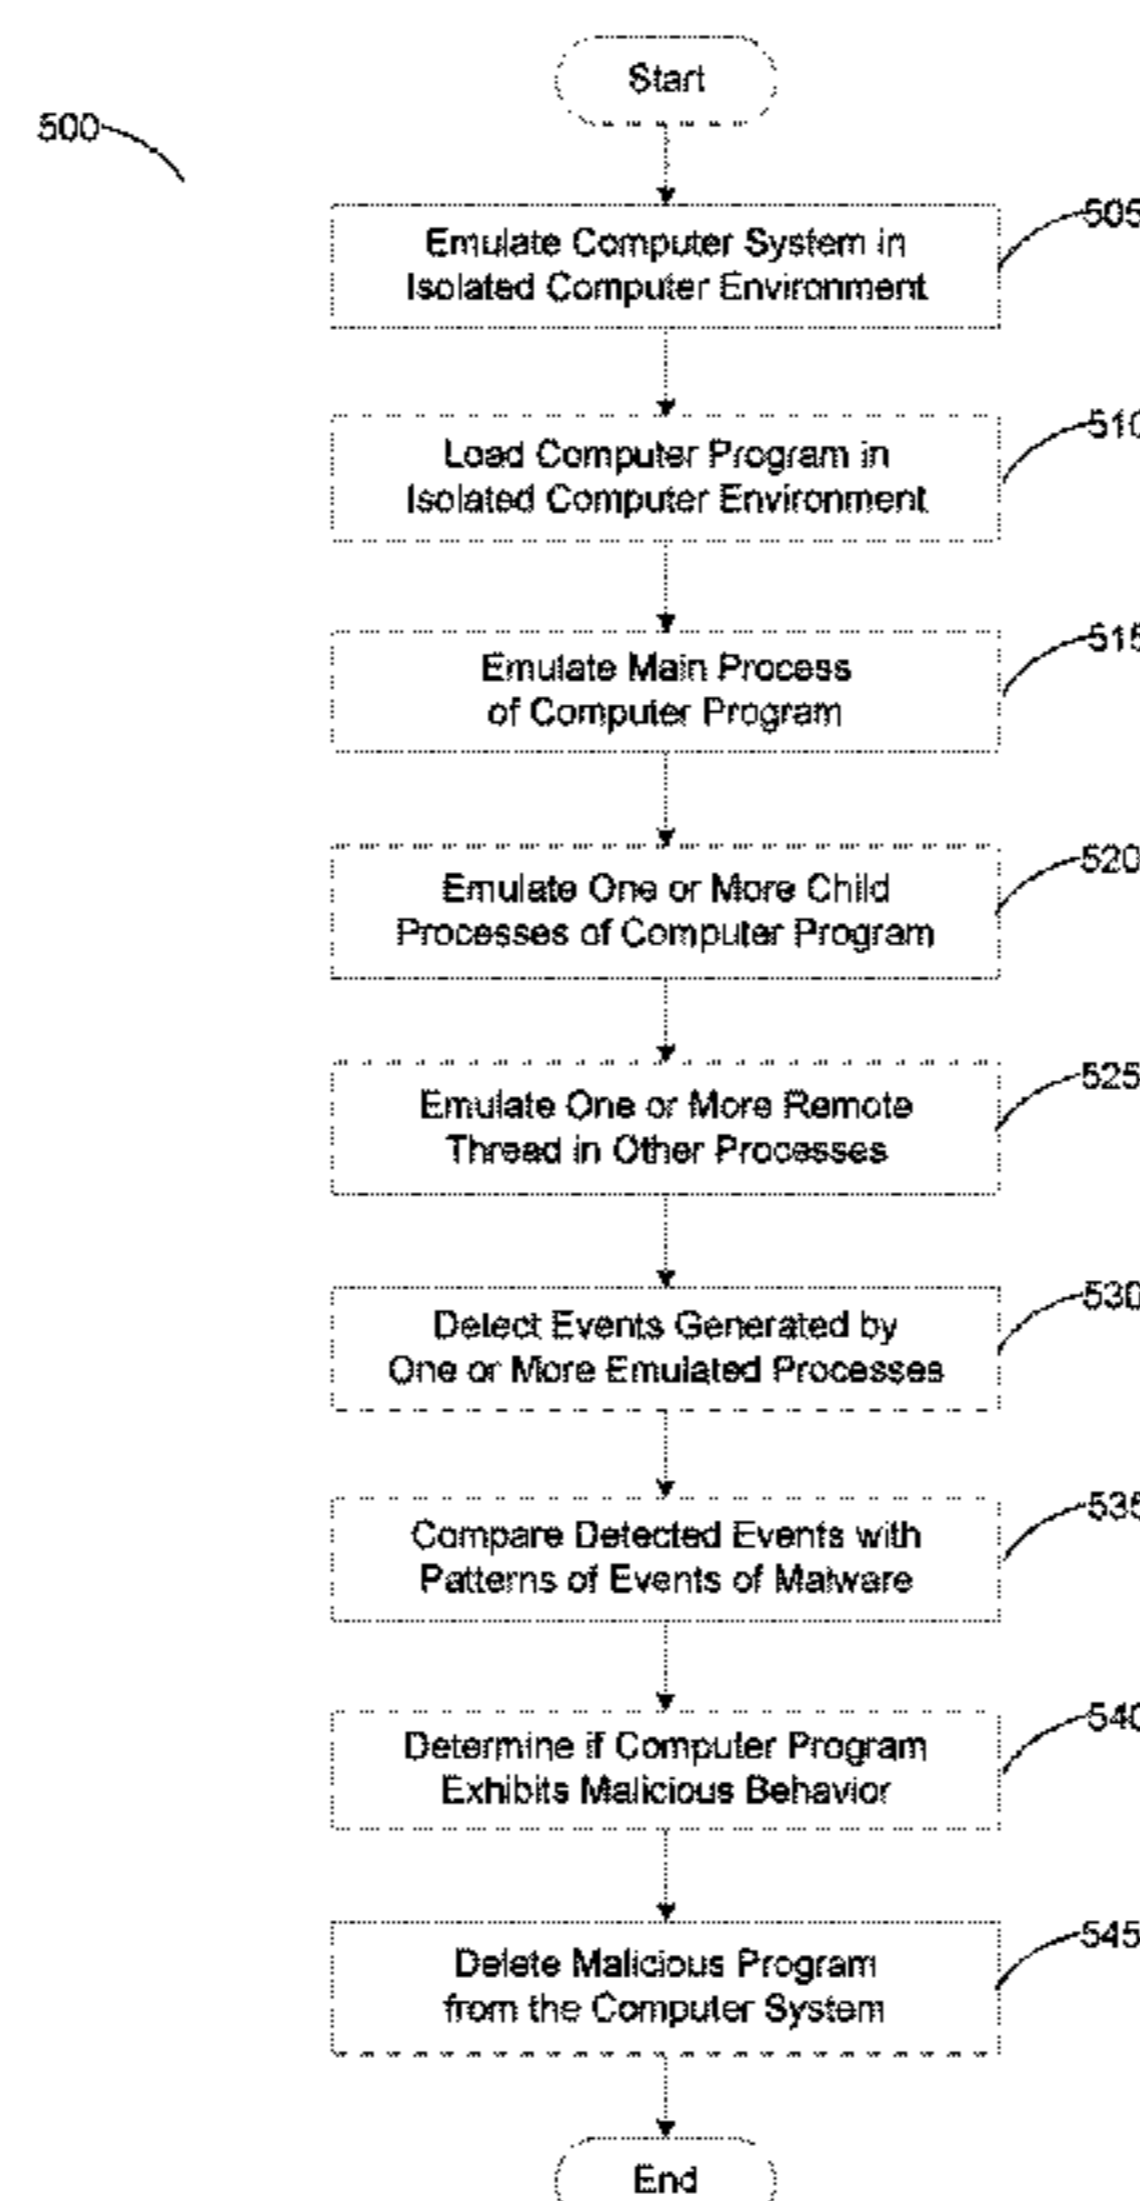 Start
500
505
Emulate Computer System in
Isolated Computer Environment
510
Load Computer Program in
Isolated Computer Environment
515
Emulate Main Process
of Computer Program
520
Emulate One or More Child
Processes of Computer Program
525
Emulate One or More Remote
Thread in Other Processes
530
Detect Events Generated by
One or More Emulated Processes
535
Compare Detected Events with
Patterns of Events of Malware
540
Determine if Computer Program
Exhibits Malicious Behavior
545
Delete Malicious Program
from the Computer System
End